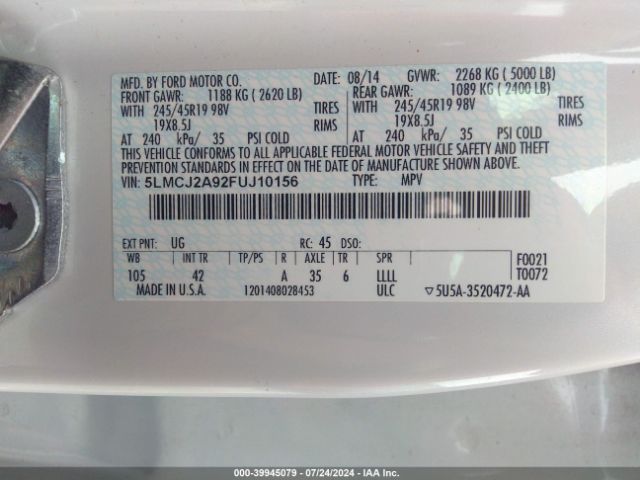 MFD. BY FORD MOTOR CO. DATE: 08/14 GVWR: 2268 KG ( 5000 LB)
FRONT GAWR: 1188 KG ( 2620 LB) REAR GAWR: 1089 KG ( 2400 LB)
WITH 245/45R19 98V TIRES WITH 245/45R19 98V TIRES
19X8.5J RIMS 19X8.5J RIMS
AT 240 kPa/ 35 PSI COLD AT 240 kPa/ 35 PSI COLD
THIS VEHICLE CONFORMS TO ALL APPLICABLE FEDERAL MOTOR VEHICLE SAFETY AND THEFT
PREVENTION STANDARDS IN EFFECT ON THE DATE OF MANUFACTURE SHOWN ABOVE.
VIN: 5LMCJ2A92FUJ10156 TYPE: MPV
EXT PNT: UG RC: 45 DSO:
WB INT TR TP/PS R AXLE TR SPR F0021
105 42 A 35 6 LLLL T0072
MADE IN U.S.A. 1201408028453 ULC ▽5U5A-3520472-AA
000-39945079 - 07/24/2024 - IAA Inc.